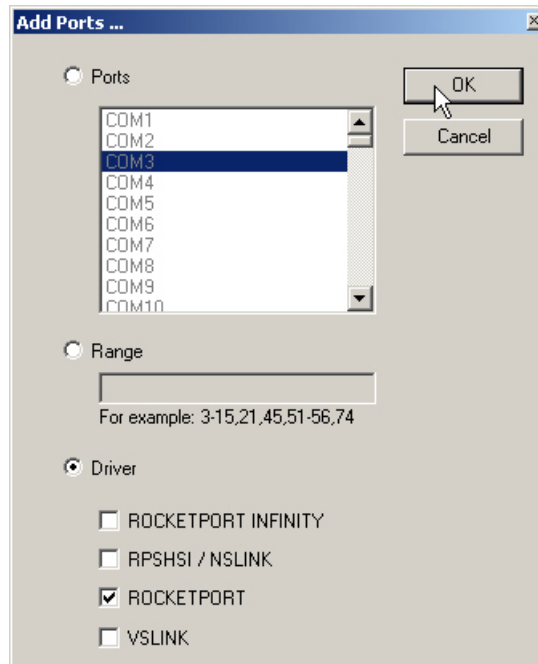 Add Ports ...
Ports
OK
Cancel
COM1
COM2
COM3
COM4
COM5
COM6
COM7
COM8
COM9
COM10
Range
For example: 3-15,21,45,51-56,74
Driver
ROCKETPORT INFINITY
RPSHSI / NSLINK
ROCKETPORT
VSLINK